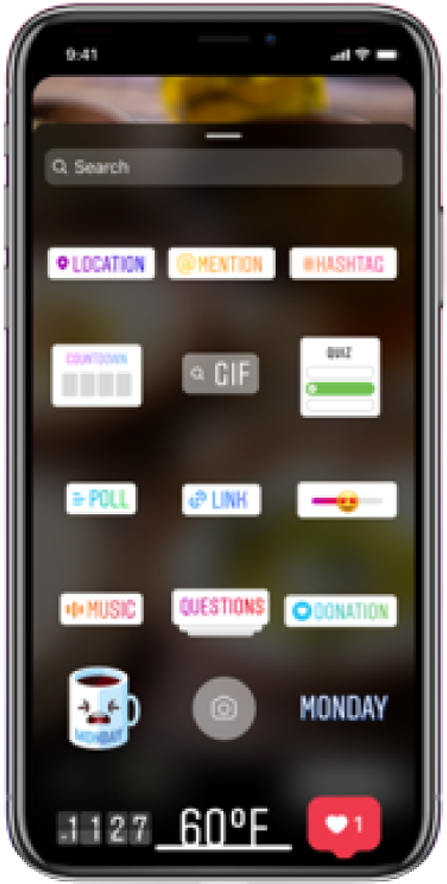 9:41
Search
LOCATION @MENTION #HASHTAG
COUNTDOWN GIF QUIZ
POLL LINK
MUSIC QUESTIONS DONATION
MONDAY MONDAY
1127 60°F 1